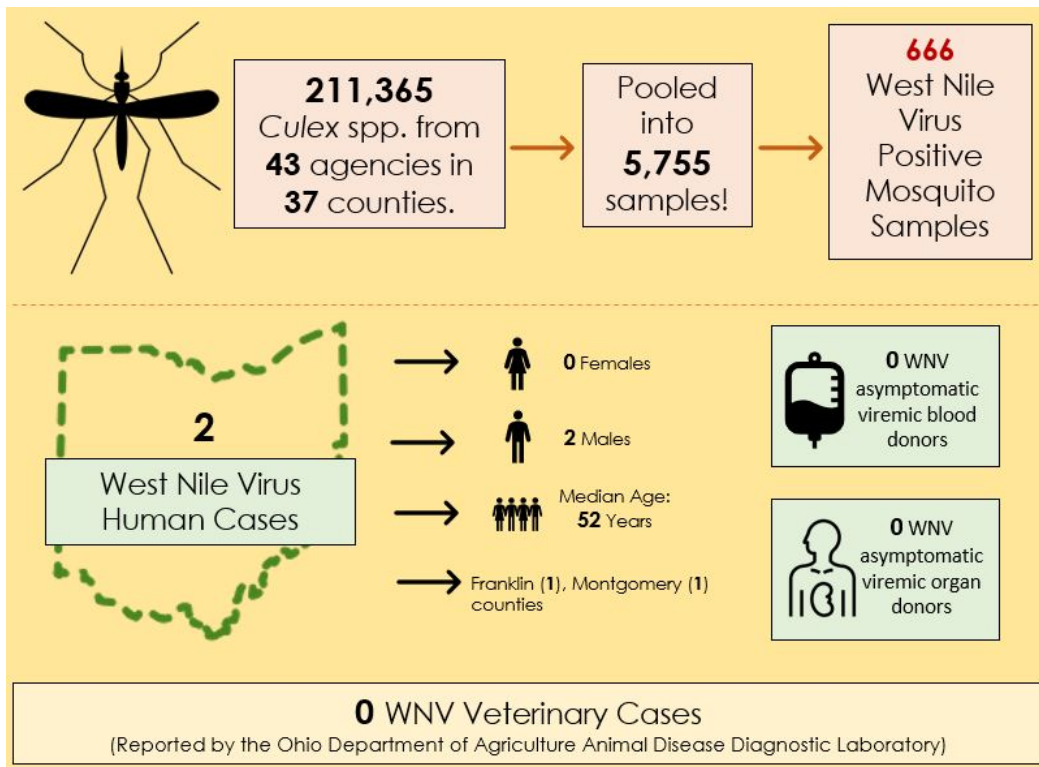 211,365
Culex spp. from
43 agencies in
37 counties.
Pooled
into
5,755
samples!
666
West Nile
Virus
Positive
Mosquito
Samples
2
West Nile Virus
Human Cases
0 Females
2 Males
Median Age:
52 Years
Franklin (1), Montgomery (1)
counties
0 WNV
asymptomatic
viremic blood
donors
0 WNV
asymptomatic
viremic organ
donors
0 WNV Veterinary Cases
(Reported by the Ohio Department of Agriculture Animal Disease Diagnostic Laboratory)